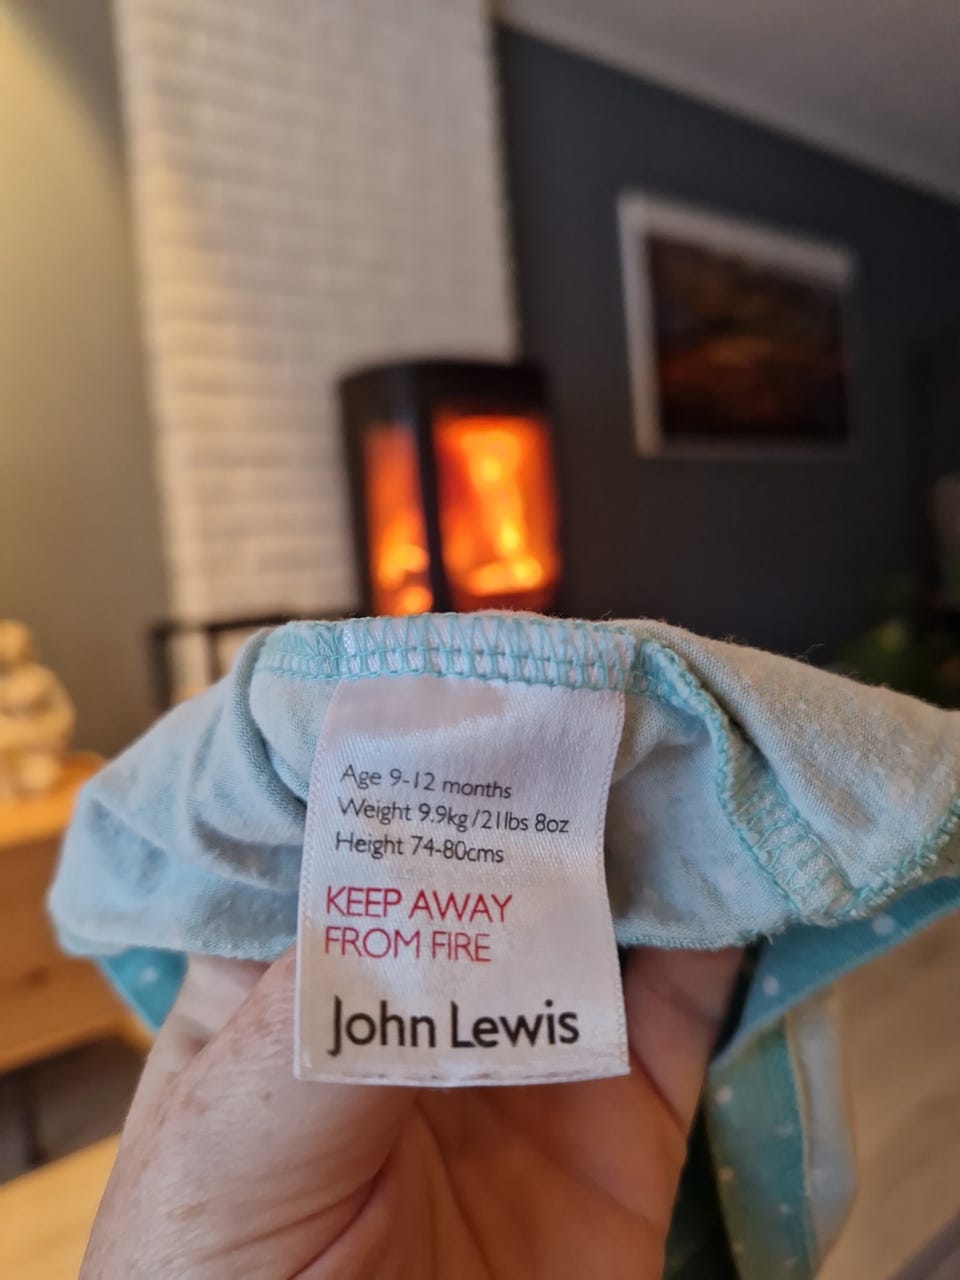 Age 9-12 months
Weight 9.9kg/21lbs 8oz
Height 74-80cms
KEEP AWAY
FROM FIRE
John Lewis